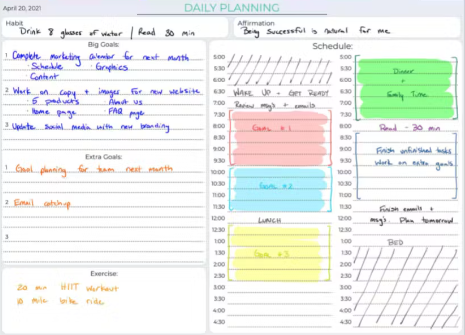 April 20, 2021
DAILY PLANNING
Habit
Drink 8 glasses of water / Read 30 min
Affirmation
Being successful is natural for me
Big Goals:
1 Complete marketing calendar for next month
· Schedule · Graphics
· Content
2 Work on copy + images for new website
· 5 products · About us
· Home page · FAQ page
3 Update social media with new branding
Extra Goals:
1 Goal planning for team next month
2 Email catchup
3
Exercise:
20 min HIIT workout
10 min bike ride
Schedule:
5:00
5:30
6:00
6:30 WAKE UP - GET READY
7:00 Review msg's + emails
7:30
8:00 GOAL #1
8:30
9:00
9:30
10:00
10:30 GOAL #2
11:00
11:30
12:00 LUNCH
12:30
1:00
1:30 GOAL #3
2:00
2:30
3:00
3:30
4:00
4:30
5:00
5:30 Dinner
6:00 +
6:30
Family Time
7:00
7:30
8:00 Read - 30 min
8:30
9:00 Finish unfinished tasks
9:30 work on extra goals
10:00
10:30
11:00
11:30 Finish emails +
12:00 msg's. Plan tomorrow
12:30
1:00 BED
1:30
2:00
2:30
3:00
3:30
4:00
4:30